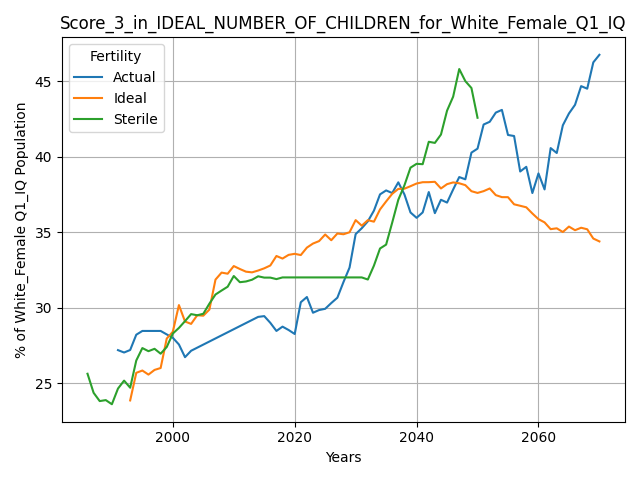 Score_3_in_IDEAL_NUMBER_OF_CHILDREN_for_White_Female_Q1_IQ
Fertility
Actual
Ideal
Sterile
45
40
35
30
25
% of White_Female Q1_IQ Population
2000
2020
2040
2060
Years